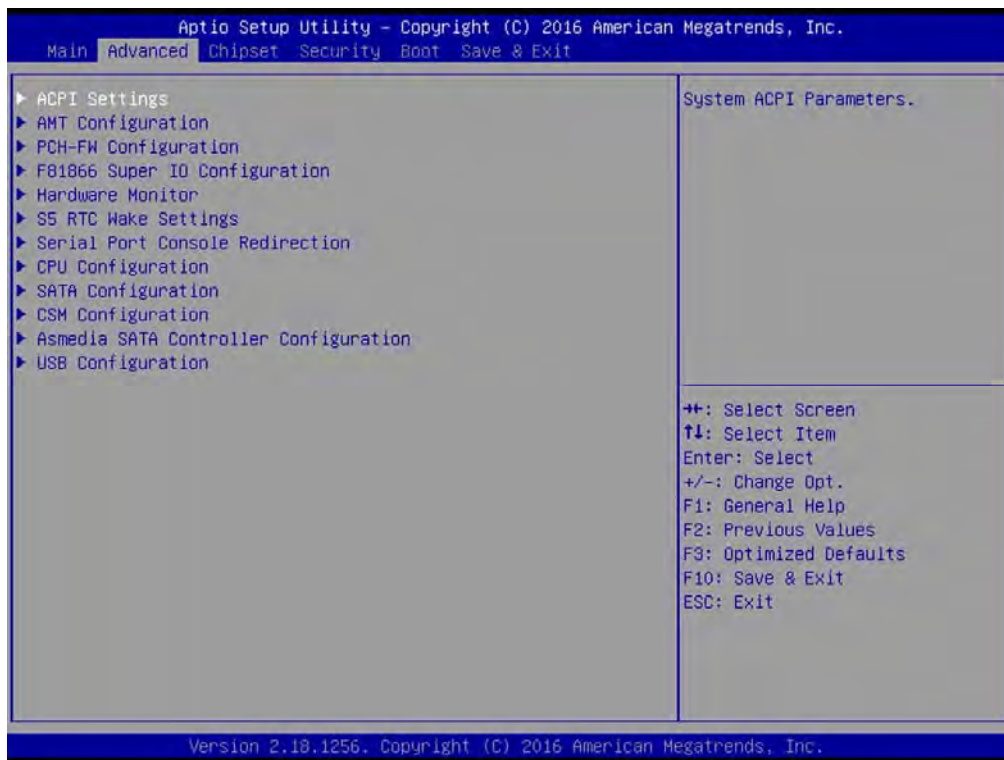 Aptio Setup Utility – Copyright (C) 2016 American Megatrends, Inc.
Main Advanced Chipset Security Boot Save & Exit
► ACPI Settings
► AMT Configuration
► PCH-FW Configuration
► F81866 Super IO Configuration
► Hardware Monitor
► S5 RTC Wake Settings
► Serial Port Console Redirection
► CPU Configuration
► SATA Configuration
► CSM Configuration
► Asmedia SATA Controller Configuration
► USB Configuration
System ACPI Parameters.
→←: Select Screen
↑↓: Select Item
Enter: Select
+/-: Change Opt.
F1: General Help
F2: Previous Values
F3: Optimized Defaults
F10: Save & Exit
ESC: Exit
Version 2.18.1256. Copyright (C) 2016 American Megatrends, Inc.